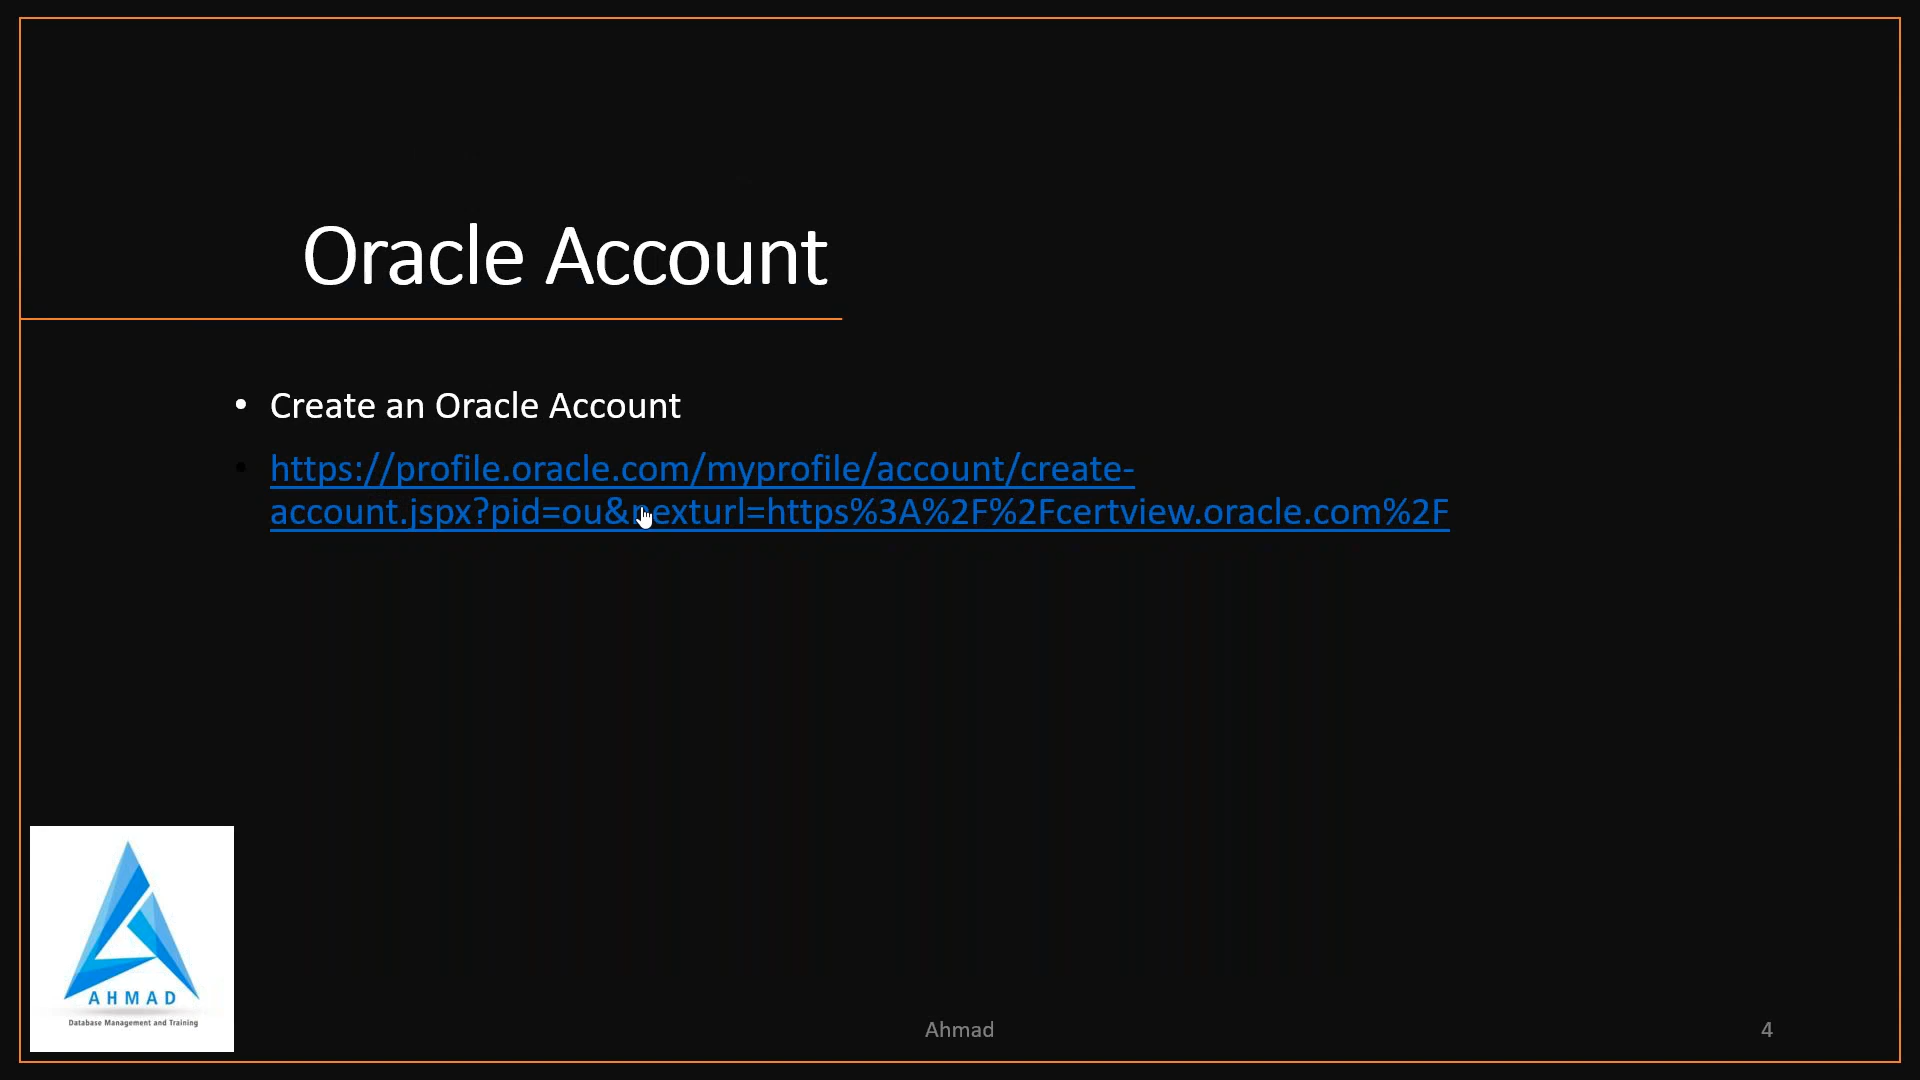 Oracle Account
• Create an Oracle Account
• https://profile.oracle.com/myprofile/account/create-
account.jspx?pid=ou&nexturl=https%3A%2F%2Fcertview.oracle.com%2F
AHMAD
Database Management and Training
Ahmad
4